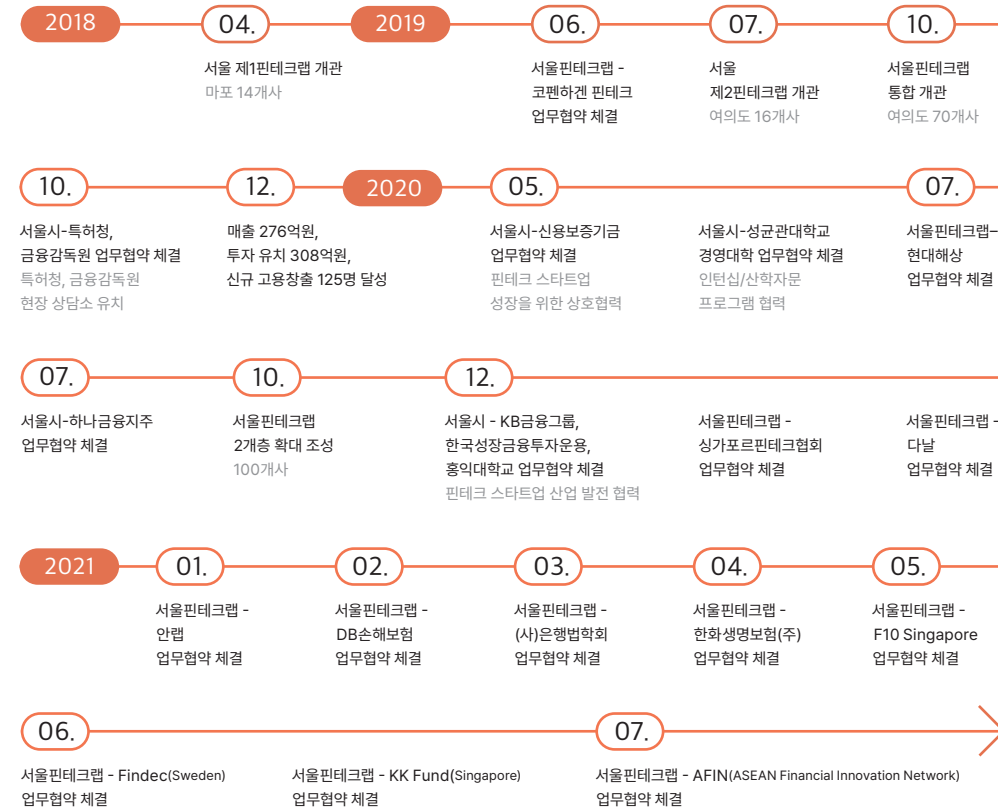 2018
04.
서울 제1핀테크랩 개관
마포 14개사
2019
06.
서울핀테크랩 -
코펜하겐 핀테크
업무협약 체결
07.
서울
제2핀테크랩 개관
여의도 16개사
10.
서울핀테크랩
통합 개관
여의도 70개사
10.
서울시-특허청,
금융감독원 업무협약 체결
특허청, 금융감독원
현장 상담소 유치
12.
매출 276억원,
투자 유치 308억원,
신규 고용창출 125명 달성
2020
05.
서울시-신용보증기금
업무협약 체결
핀테크 스타트업
성장을 위한 상호협력
서울시-성균관대학교
경영대학 업무협약 체결
인턴십/산학자문
프로그램 협력
07.
서울핀테크랩-
현대해상
업무협약 체결
07.
서울시-하나금융지주
업무협약 체결
10.
서울핀테크랩
2개층 확대 조성
100개사
12.
서울시 - KB금융그룹,
한국성장금융투자운용,
홍익대학교 업무협약 체결
핀테크 스타트업 산업 발전 협력
서울핀테크랩 -
싱가포르핀테크협회
업무협약 체결
서울핀테크랩 -
다날
업무협약 체결
2021
01.
서울핀테크랩 -
안랩
업무협약 체결
02.
서울핀테크랩 -
DB손해보험
업무협약 체결
03.
서울핀테크랩 -
(사)은행법학회
업무협약 체결
04.
서울핀테크랩 -
한화생명보험(주)
업무협약 체결
05.
서울핀테크랩 -
F10 Singapore
업무협약 체결
06.
서울핀테크랩 - Findec(Sweden)
업무협약 체결
서울핀테크랩 - KK Fund(Singapore)
업무협약 체결
07.
서울핀테크랩 - AFIN(ASEAN Financial Innovation Network)
업무협약 체결